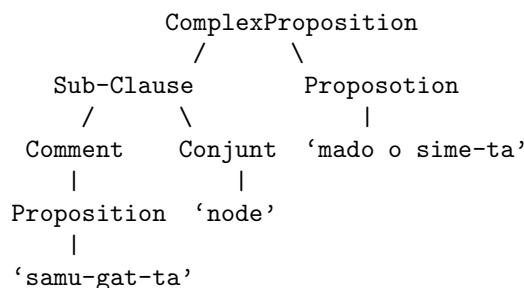 ComplexProposition
/ \
Sub-Clause Proposotion
/ \ |
Comment Conjunt ‘mado o sime-ta’
| |
Proposition ‘node’
|
‘samu-gat-ta’